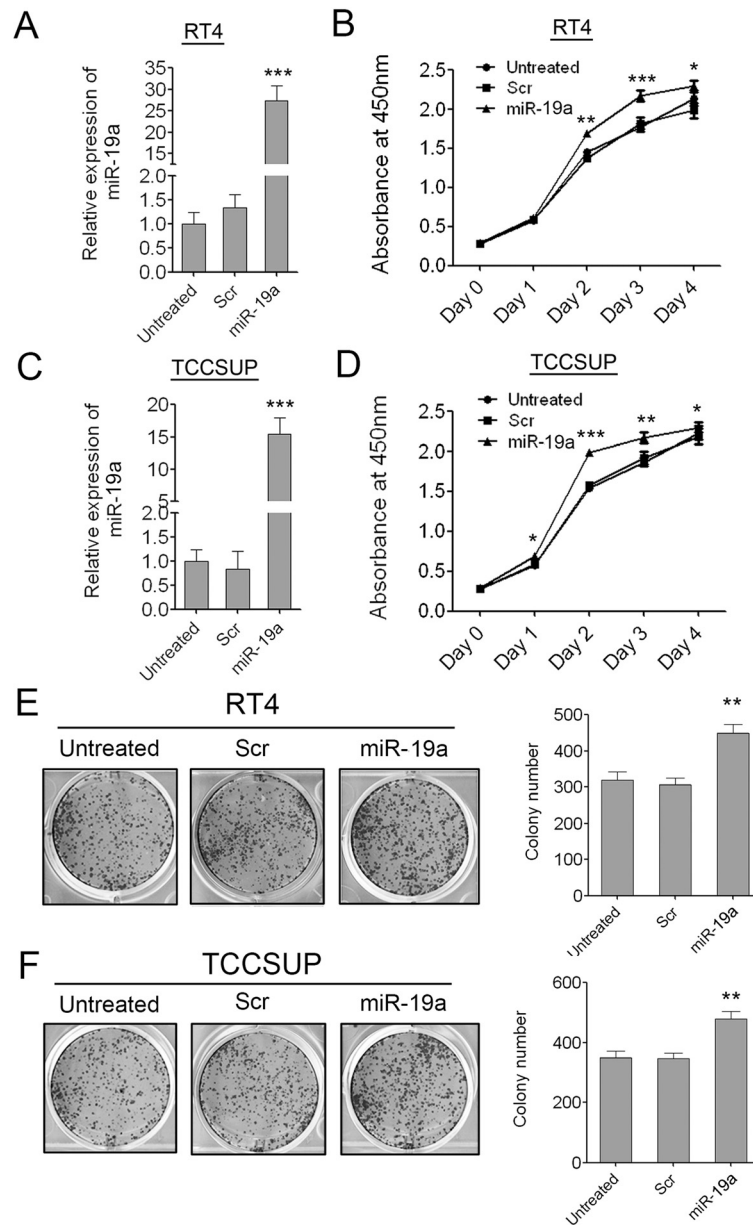 A
RT4
Relative expression of
miR-19a
***
35
30
25
20
15
10
5
2.0
1.5
1.0
0.5
0.0
Untreated
Scr
miR-19a
B
RT4
Untreated
Scr
miR-19a
Absorbance at 450nm
2.5
2.0
1.5
1.0
0.5
0.0
**
***
*
Day 0
Day 1
Day 2
Day 3
Day 4
C
TCCSUP
Relative expression of
miR-19a
***
20
15
10
5
2.0
1.5
1.0
0.5
0.0
Untreated
Scr
miR-19a
D
TCCSUP
Untreated
Scr
miR-19a
Absorbance at 450nm
2.5
2.0
1.5
1.0
0.5
0.0
*
***
**
*
Day 0
Day 1
Day 2
Day 3
Day 4
E
RT4
Untreated
Scr
miR-19a
Colony number
500
400
300
200
100
0
**
Untreated
Scr
miR-19a
F
TCCSUP
Untreated
Scr
miR-19a
Colony number
600
400
200
0
**
Untreated
Scr
miR-19a